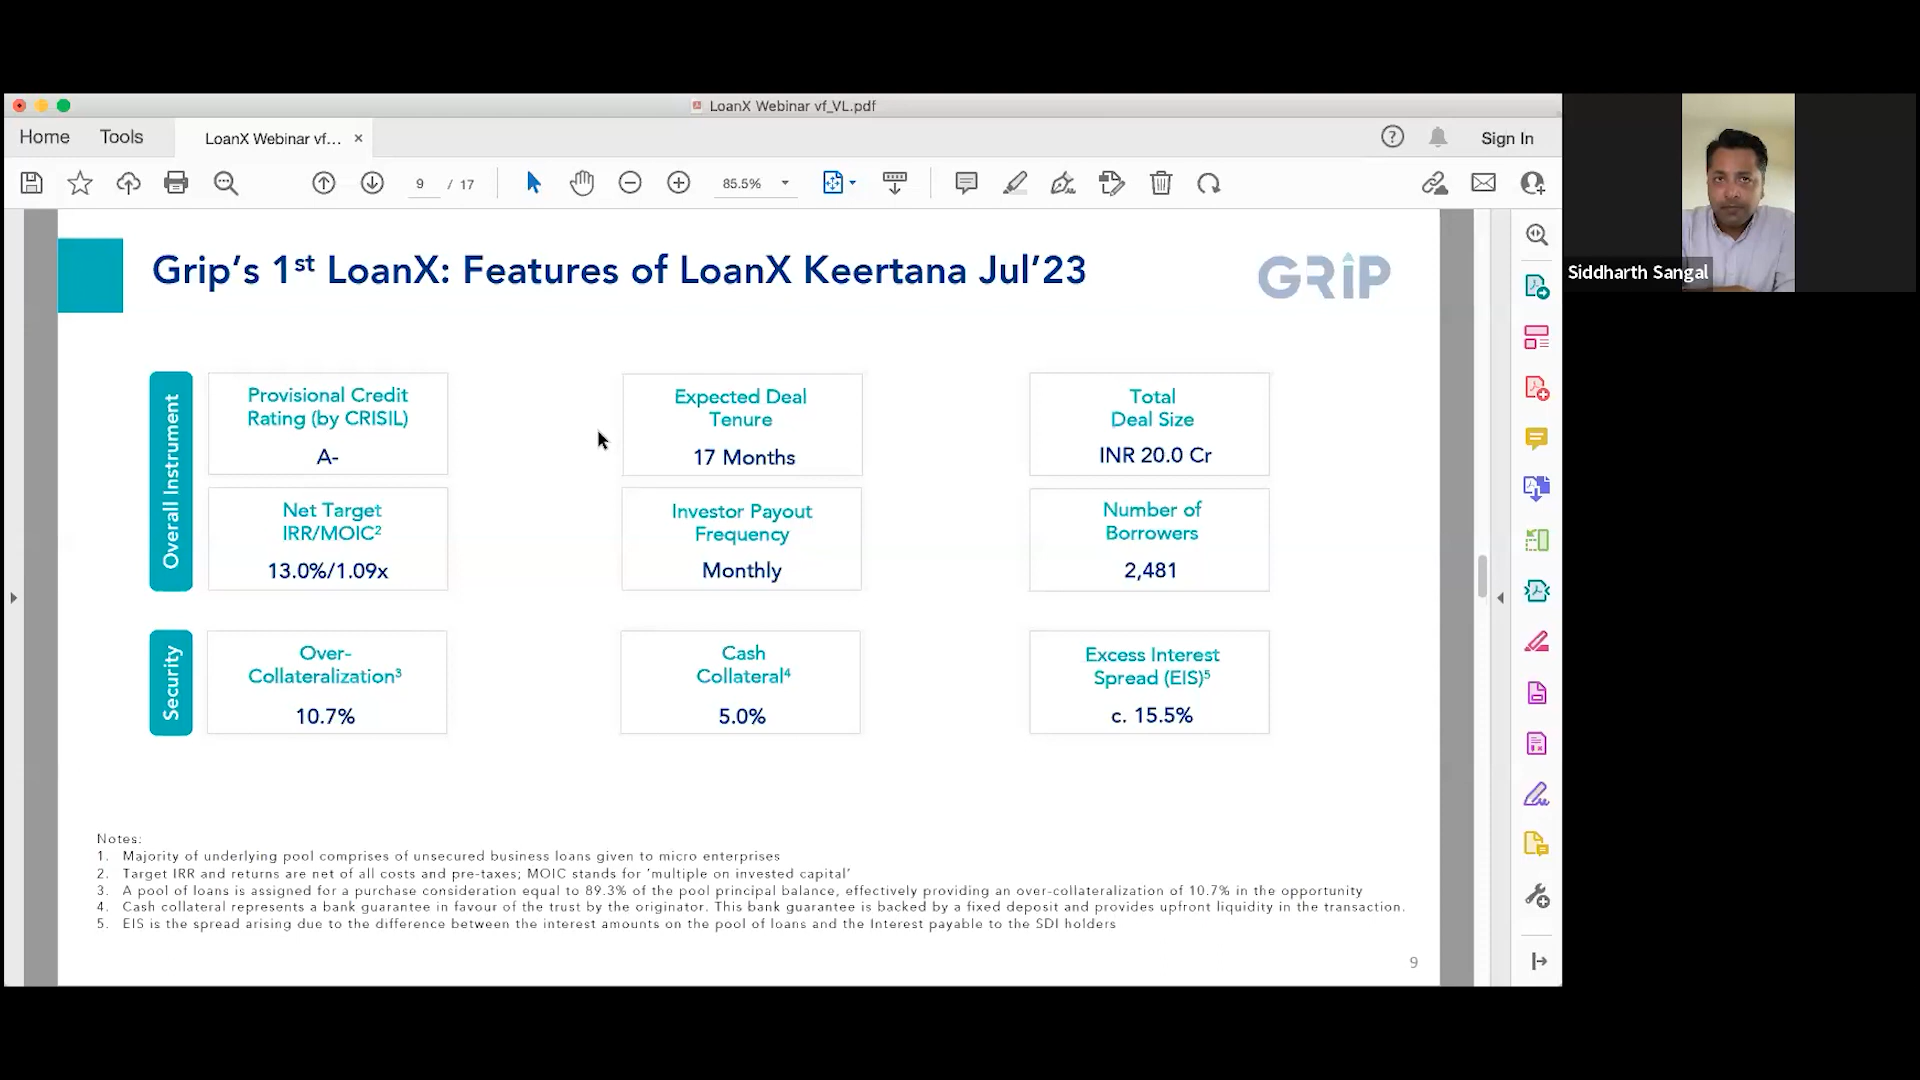 LoanX Webinar vf_VL.pdf
Home
Tools
LoanX Webinar vf...
Sign In
9 / 17
85.5%
Grip's 1st LoanX: Features of LoanX Keertana Jul'23
GRiP
Overall Instrument
Provisional Credit
Rating (by CRISIL)
A-
Expected Deal
Tenure
17 Months
Total
Deal Size
INR 20.0 Cr
Net Target
IRR/MOIC²
13.0%/1.09x
Investor Payout
Frequency
Monthly
Number of
Borrowers
2,481
Security
Over-
Collateralization³
10.7%
Cash
Collateral⁴
5.0%
Excess Interest
Spread (EIS)⁵
c. 15.5%
Notes:
1. Majority of underlying pool comprises of unsecured business loans given to micro enterprises
2. Target IRR and returns are net of all costs and pre-taxes; MOIC stands for 'multiple on invested capital'
3. A pool of loans is assigned for a purchase consideration equal to 89.3% of the pool principal balance, effectively providing an over-collateralization of 10.7% in the opportunity
4. Cash collateral represents a bank guarantee in favour of the trust by the originator. This bank guarantee is backed by a fixed deposit and provides upfront liquidity in the transaction.
5. EIS is the spread arising due to the difference between the interest amounts on the pool of loans and the Interest payable to the SDI holders
9
Siddharth Sangal